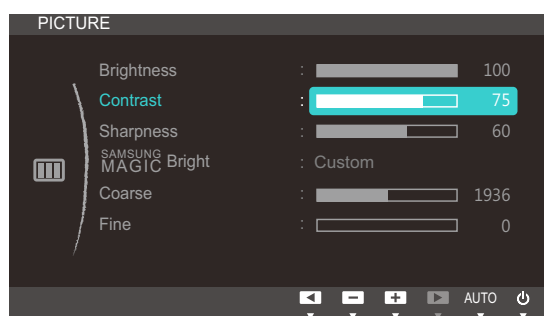 PICTURE
Brightness : 100
Contrast : 75
Sharpness : 60
SAMSUNG
MAGIC Bright : Custom
Coarse : 1936
Fine : 0
AUTO